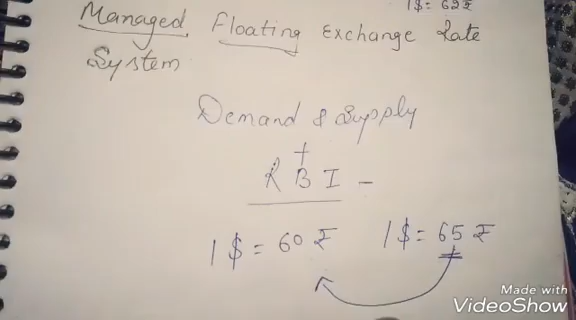 1$= 62₹
Managed Floating Exchange Rate
System
Demand & Supply
+
RBI -
1$= 60₹ 1$= 65₹
Made with
VideoShow